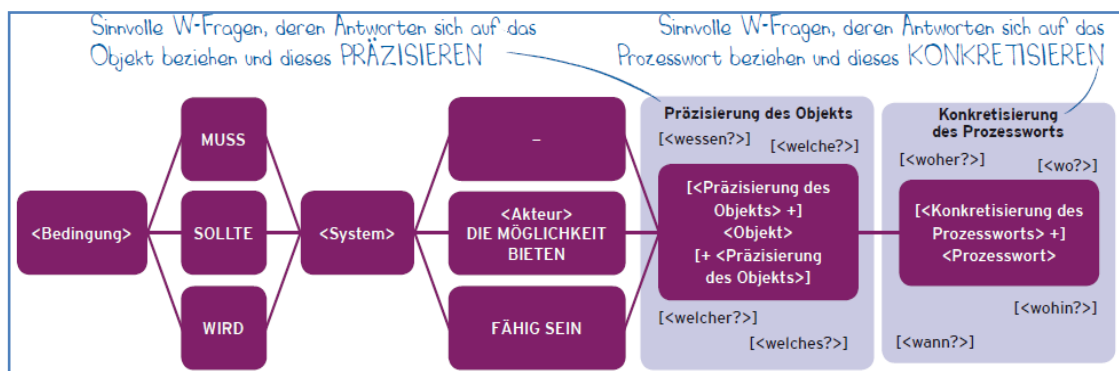 Sinnvolle W-Fragen, deren Antworten sich auf das
Objekt beziehen und dieses PRÄZISIEREN
Sinnvolle W-Fragen, deren Antworten sich auf das
Prozesswort beziehen und dieses KONKRETISIEREN
<Bedingung>
MUSS
SOLLTE
WIRD
<System>
–
<Akteur>
DIE MÖGLICHKEIT
BIETEN
FÄHIG SEIN
Präzisierung des Objekts
[<wessen?>]
[<welche?>]
[<Präzisierung des
Objekts> +]
<Objekt>
[+ <Präzisierung
des Objekts>]
[<welcher?>]
[<welches?>]
Konkretisierung
des Prozessworts
[<woher?>]
[<wo?>]
[<Konkretisierung des
Prozessworts> +]
<Prozesswort>
[<wohin?>]
[<wann?>]